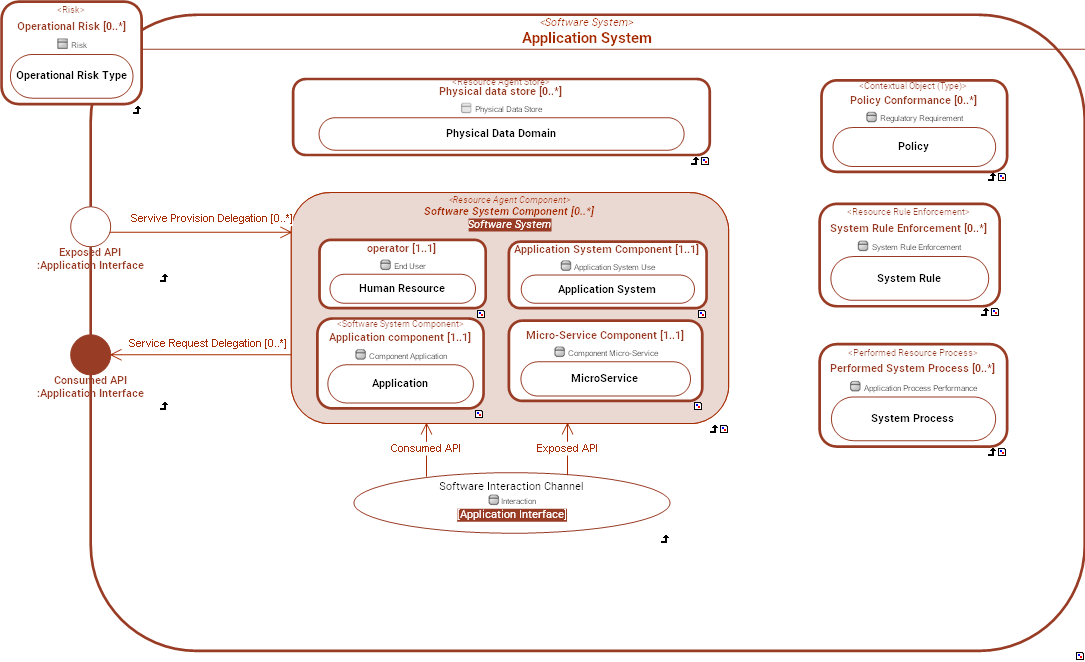 <Risk>
Operational Risk [0..*]
Risk
Operational Risk Type
<Software System>
Application System
<Resource Agent Store>
Physical data store [0..*]
Physical Data Store
Physical Data Domain
<Contextual Object (Type)>
Policy Conformance [0..*]
Regulatory Requirement
Policy
Servive Provision Delegation [0..*]
Exposed API
:Application Interface
<Resource Agent Component>
Software System Component [0..*]
Software System
operator [1..1]
End User
Human Resource
Application System Component [1..1]
Application System Use
Application System
<Resource Rule Enforcement>
System Rule Enforcement [0..*]
System Rule Enforcement
System Rule
Service Request Delegation [0..*]
Consumed API
:Application Interface
<Software System Component>
Application component [1..1]
Component Application
Application
Micro-Service Component [1..1]
Component Micro-Service
MicroService
<Performed Resource Process>
Performed System Process [0..*]
Application Process Performance
System Process
Consumed API
Exposed API
Software Interaction Channel
Interaction
[Application Interface]